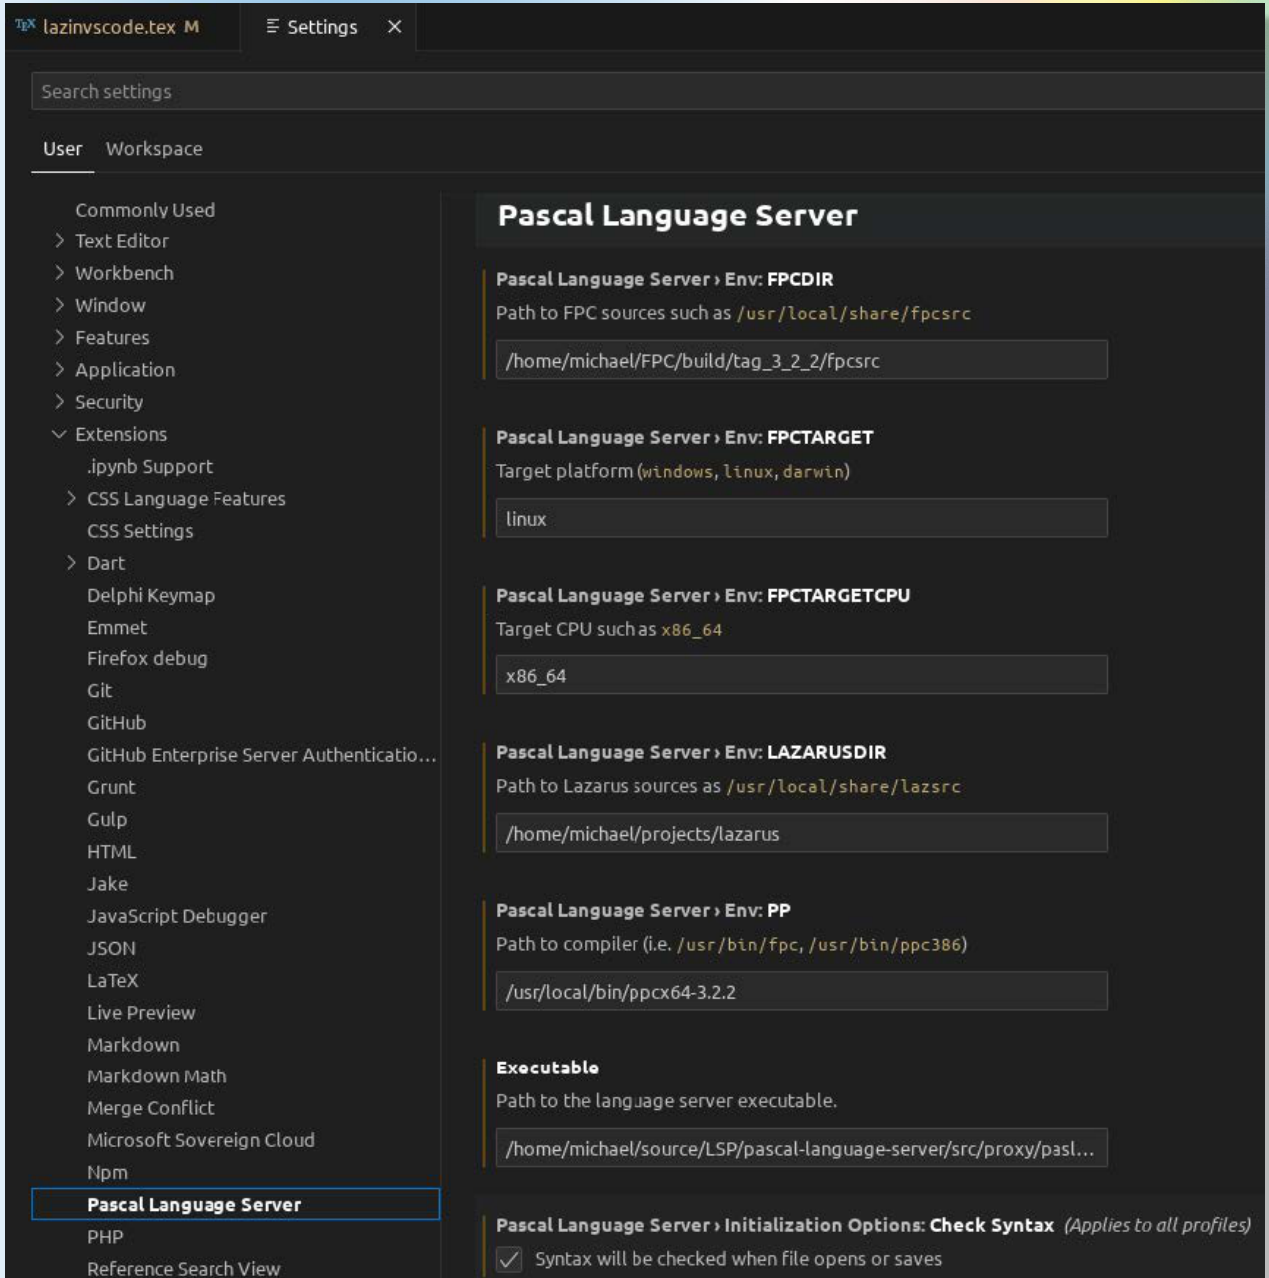 TEX lazinvscode.tex M
Settings
Search settings
User Workspace
Commonly Used
Text Editor
Workbench
Window
Features
Application
Security
Extensions
.ipynb Support
CSS Language Features
CSS Settings
Dart
Delphi Keymap
Emmet
Firefox debug
Git
GitHub
GitHub Enterprise Server Authenticatio...
Grunt
Gulp
HTML
Jake
JavaScript Debugger
JSON
LaTeX
Live Preview
Markdown
Markdown Math
Merge Conflict
Microsoft Sovereign Cloud
Npm
Pascal Language Server
PHP
Reference Search View
Pascal Language Server
Pascal Language Server › Env: FPCDIR
Path to FPC sources such as /usr/local/share/fpcsrc
/home/michael/FPC/build/tag_3_2_2/fpcsrc
Pascal Language Server › Env: FPCTARGET
Target platform (windows, linux, darwin)
linux
Pascal Language Server › Env: FPCTARGETCPU
Target CPU such as x86_64
x86_64
Pascal Language Server › Env: LAZARUSDIR
Path to Lazarus sources as /usr/local/share/lazsrc
/home/michael/projects/lazarus
Pascal Language Server › Env: PP
Path to compiler (i.e. /usr/bin/fpc, /usr/bin/ppc386)
/usr/local/bin/ppcx64-3.2.2
Executable
Path to the language server executable.
/home/michael/source/LSP/pascal-language-server/src/proxy/pasl...
Pascal Language Server › Initialization Options: Check Syntax (Applies to all profiles)
Syntax will be checked when file opens or saves